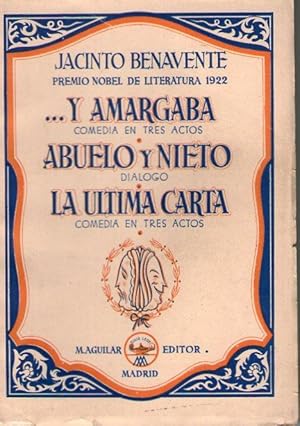 JACINTO BENAVENTE
PREMIO NOBEL DE LITERATURA 1922
...Y AMARGABA
COMEDIA EN TRES ACTOS
ABUELO Y NIETO
DIALOGO
LA ULTIMA CARTA
COMEDIA EN TRES ACTOS
M. AGUILAR EDITOR.
MADRID